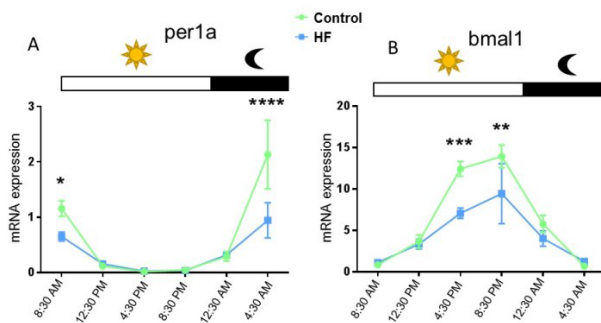 Control
HF
A
per1a
****
*
3
2
1
0
mRNA expression
8:30 AM
12:30 PM
4:30 PM
8:30 PM
12:30 AM
4:30 AM
B
bmal1
***
**
20
15
10
5
0
mRNA expression
8:30 AM
12:30 PM
4:30 PM
8:30 PM
12:30 AM
4:30 AM